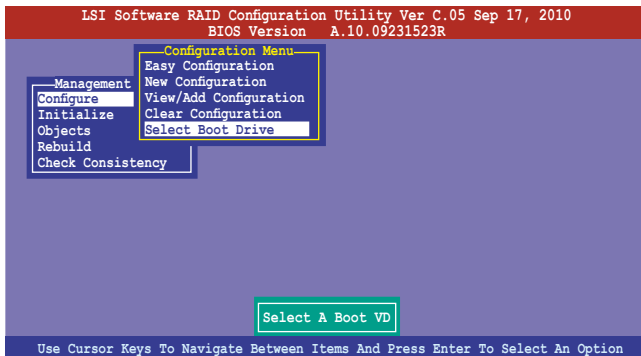 LSI Software RAID Configuration Utility Ver C.05 Sep 17, 2010
BIOS Version A.10.09231523R
Configuration Menu
Easy Configuration
New Configuration
View/Add Configuration
Clear Configuration
Select Boot Drive
Management
Configure
Initialize
Objects
Rebuild
Check Consistency
Select A Boot VD
Use Cursor Keys To Navigate Between Items And Press Enter To Select An Option